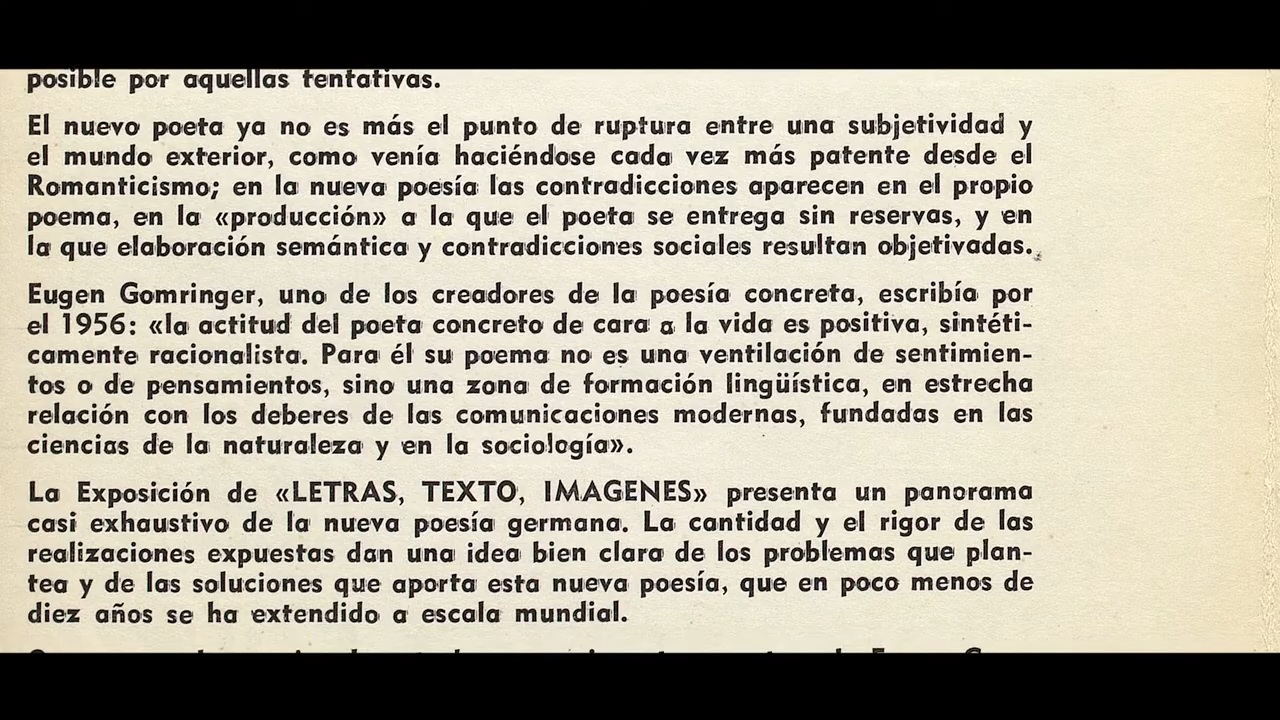 posible por aquellas tentativas.
El nuevo poeta ya no es más el punto de ruptura entre una subjetividad y
el mundo exterior, como venía haciéndose cada vez más patente desde el
Romanticismo; en la nueva poesía las contradicciones aparecen en el propio
poema, en la «producción» a la que el poeta se entrega sin reservas, y en
la que elaboración semántica y contradicciones sociales resultan objetivadas.
Eugen Gomringer, uno de los creadores de la poesía concreta, escribía por
el 1956: «la actitud del poeta concreto de cara a la vida es positiva, sintéti-
camente racionalista. Para él su poema no es una ventilación de sentimien-
tos o de pensamientos, sino una zona de formación lingüística, en estrecha
relación con los deberes de las comunicaciones modernas, fundadas en las
ciencias de la naturaleza y en la sociología».
La Exposición de «LETRAS, TEXTO, IMAGENES» presenta un panorama
casi exhaustivo de la nueva poesía germana. La cantidad y el rigor de las
realizaciones expuestas dan una idea bien clara de los problemas que plan-
tea y de las soluciones que aporta esta nueva poesía, que en poco menos de
diez años se ha extendido a escala mundial.